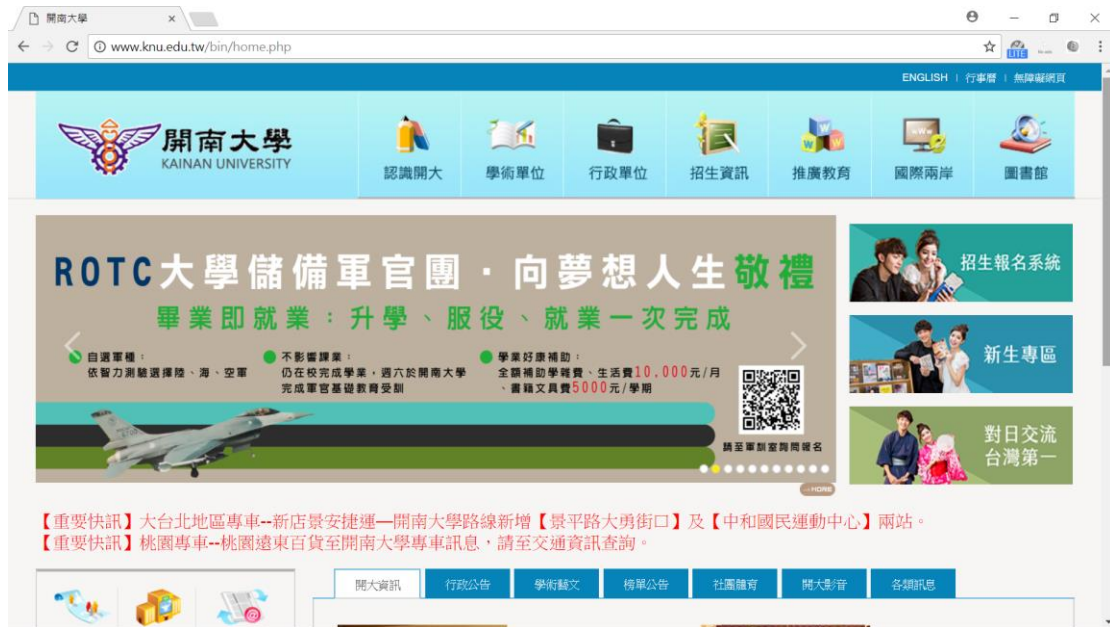 開南大學
www.knu.edu.tw/bin/home.php
LITE
ENGLISH | 行事曆 | 無障礙網頁
開南大學
KAINAN UNIVERSITY
認識開大
學術單位
行政單位
招生資訊
推廣教育
國際兩岸
圖書館
ROTC大學儲備軍官團·向夢想人生敬禮
畢業即就業：升學、服役、就業一次完成
自選軍種：
依智力測驗選擇陸、海、空軍
不影響課業：
仍在校完成學業，週六於開南大學
完成軍官基礎教育受訓
學業好康補助：
全額補助學雜費、生活費10,000元/月
、書籍文具費5000元/學期
請至軍訓室詢問報名
HOME
招生報名系統
新生專區
對日交流
台灣第一
【重要快訊】大台北地區專車--新店景安捷運—開南大學路線新增【景平路大勇街口】及【中和國民運動中心】兩站。
【重要快訊】桃園專車--桃園遠東百貨至開南大學專車訊息，請至交通資訊查詢。
開大資訊
行政公告
學術藝文
榜單公告
社團體育
開大影音
各類訊息